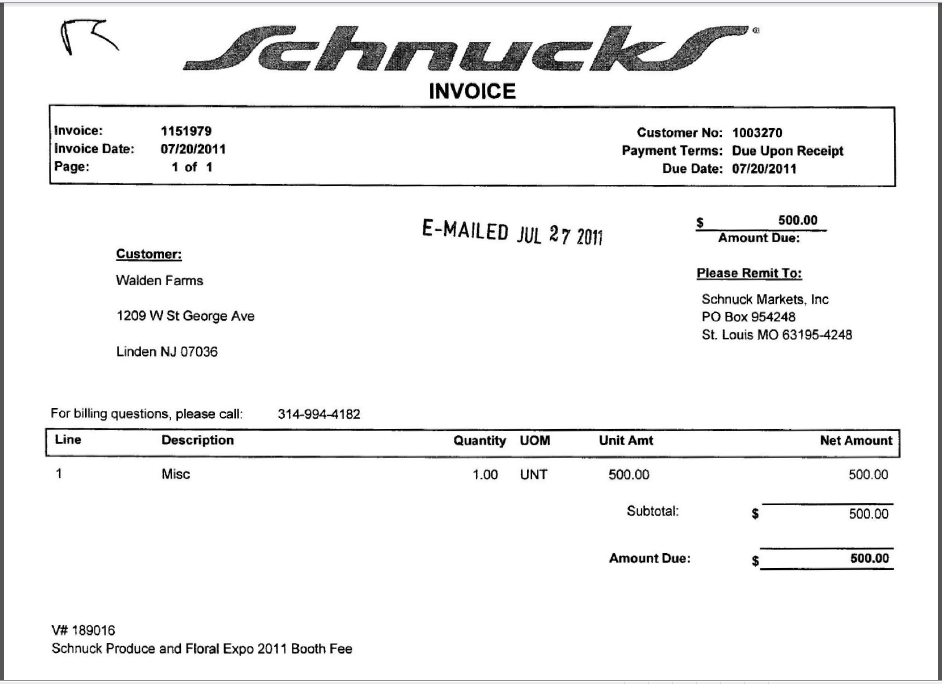 Schnucks®
INVOICE
Invoice: 1151979
Invoice Date: 07/20/2011
Page: 1 of 1
Customer No: 1003270
Payment Terms: Due Upon Receipt
Due Date: 07/20/2011
E-MAILED JUL 27 2011
$ 500.00
Amount Due:
Customer:
Walden Farms
1209 W St George Ave
Linden NJ 07036
Please Remit To:
Schnuck Markets, Inc
PO Box 954248
St. Louis MO 63195-4248
For billing questions, please call: 314-994-4182
Line Description Quantity UOM Unit Amt Net Amount
1 Misc 1.00 UNT 500.00 500.00
Subtotal: $ 500.00
Amount Due: $ 500.00
V# 189016
Schnuck Produce and Floral Expo 2011 Booth Fee